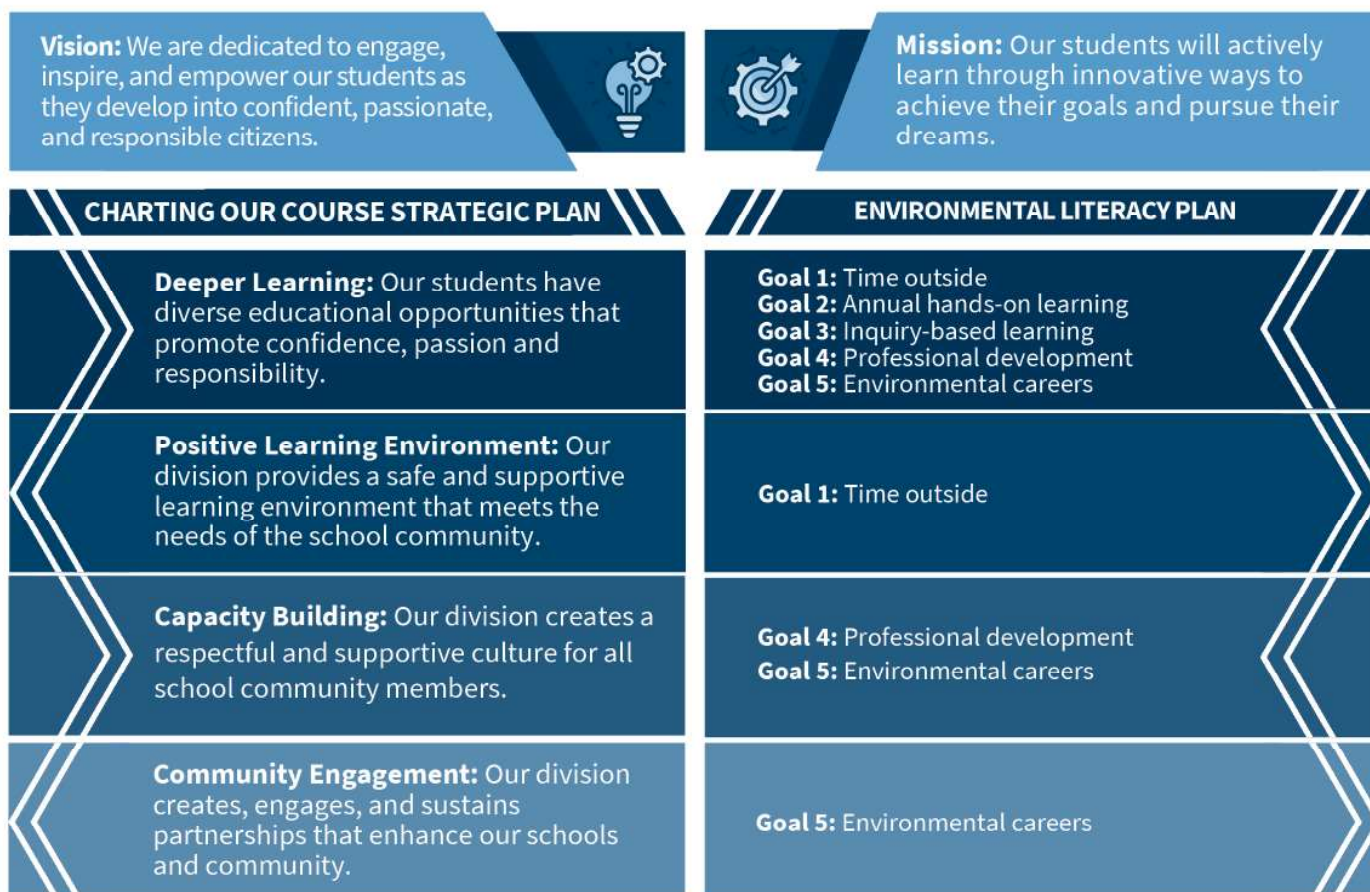 Vision: We are dedicated to engage,
inspire, and empower our students as
they develop into confident, passionate,
and responsible citizens.
Mission: Our students will actively
learn through innovative ways to
achieve their goals and pursue their
dreams.
CHARTING OUR COURSE STRATEGIC PLAN
ENVIRONMENTAL LITERACY PLAN
Deeper Learning: Our students have
diverse educational opportunities that
promote confidence, passion and
responsibility.
Goal 1: Time outside
Goal 2: Annual hands-on learning
Goal 3: Inquiry-based learning
Goal 4: Professional development
Goal 5: Environmental careers
Positive Learning Environment: Our
division provides a safe and supportive
learning environment that meets the
needs of the school community.
Goal 1: Time outside
Capacity Building: Our division creates a
respectful and supportive culture for all
school community members.
Goal 4: Professional development
Goal 5: Environmental careers
Community Engagement: Our division
creates, engages, and sustains
partnerships that enhance our schools
and community.
Goal 5: Environmental careers